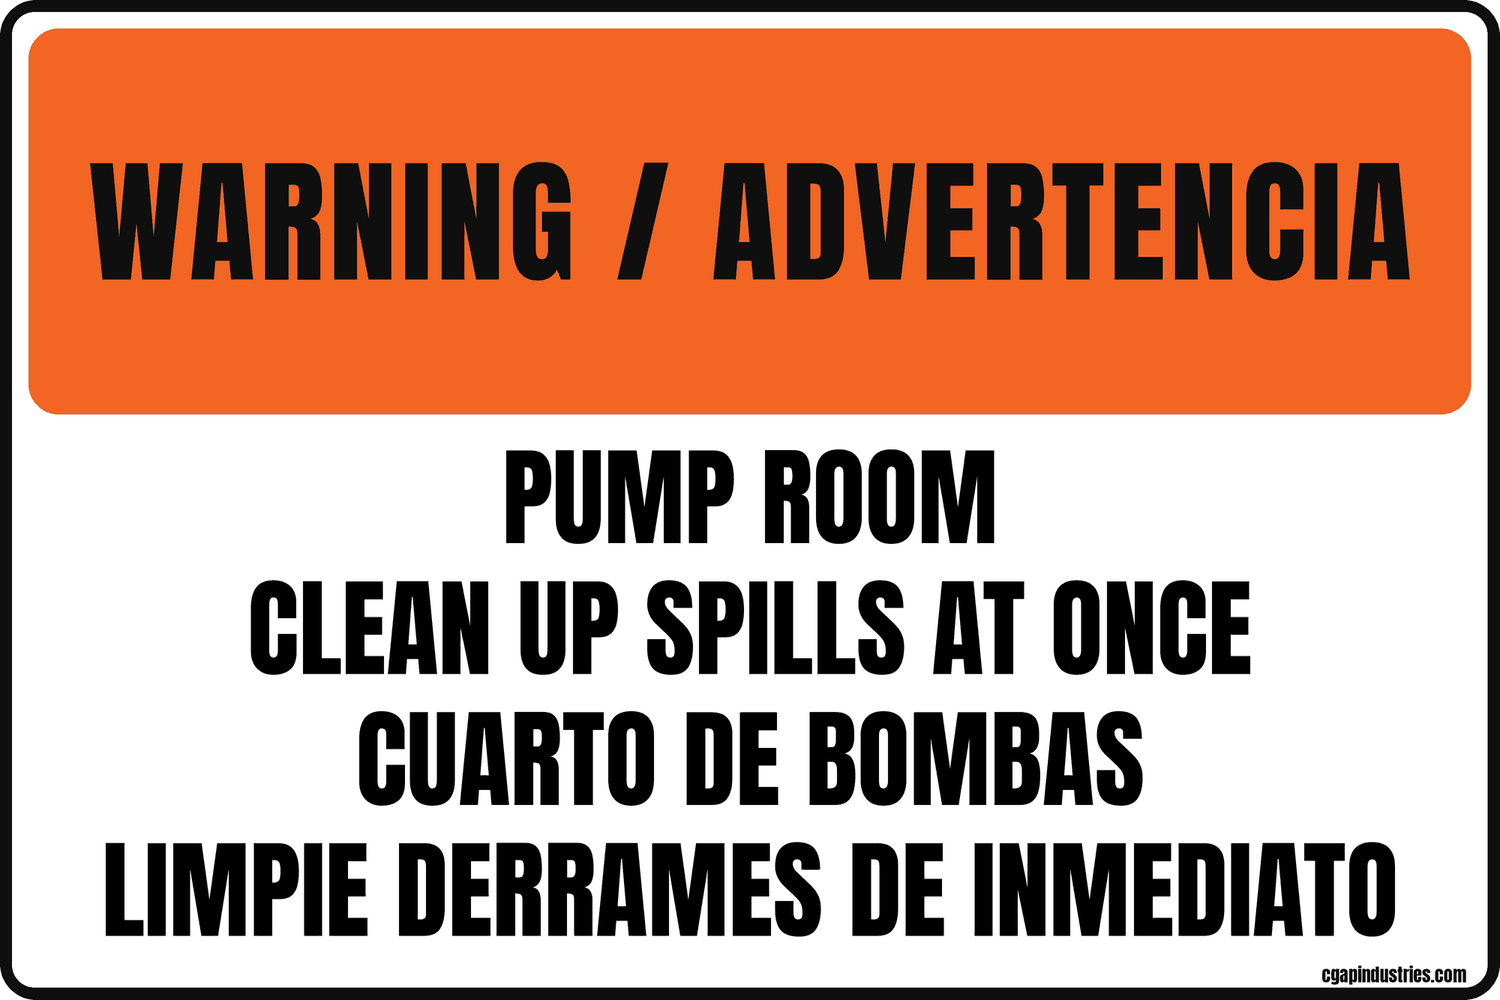 WARNING / ADVERTENCIA
PUMP ROOM
CLEAN UP SPILLS AT ONCE
CUARTO DE BOMBAS
LIMPIE DERRAMES DE INMEDIATO
cgapindustries.com